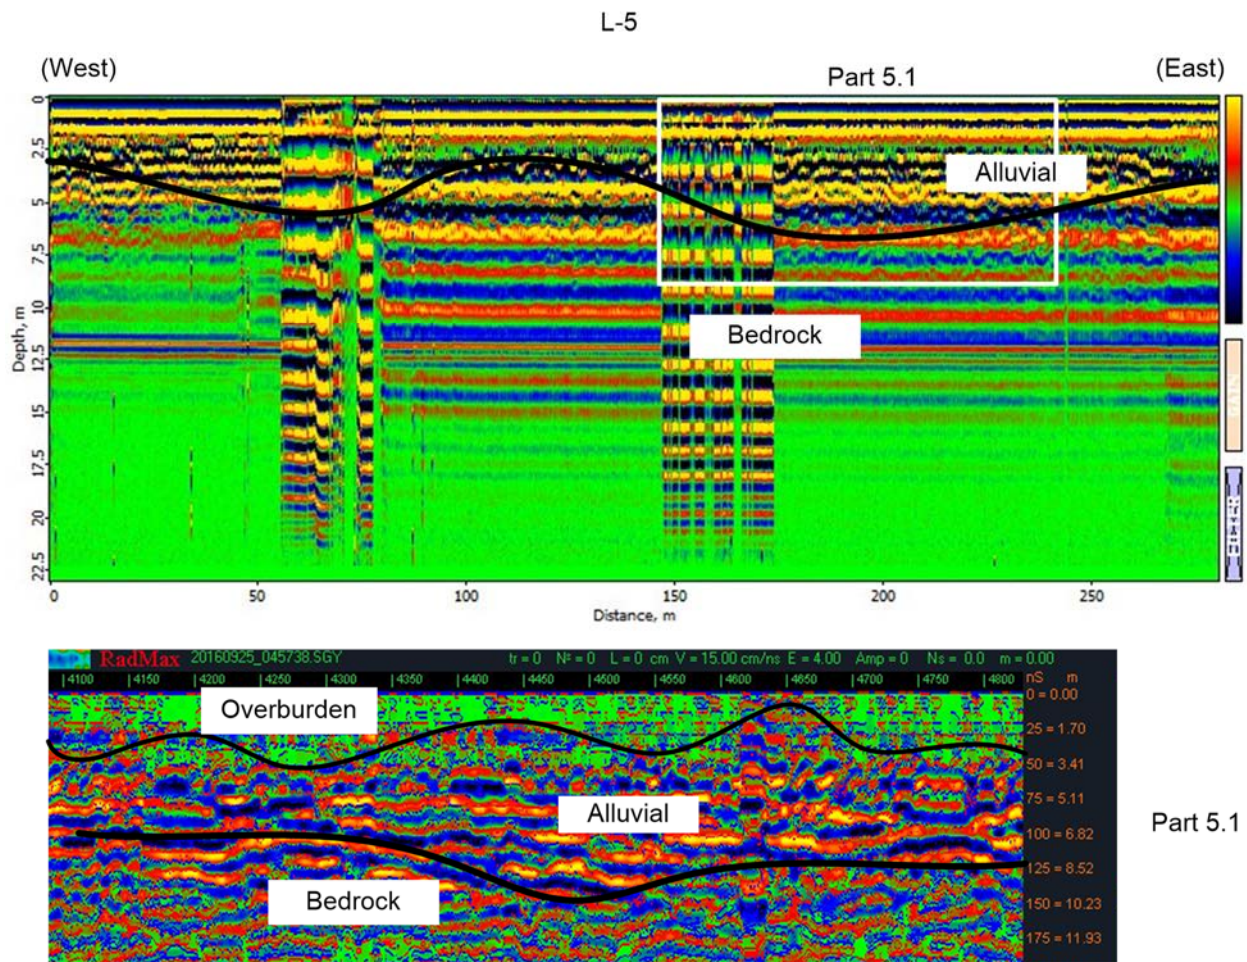 L-5
(West)
Part 5.1
(East)
Alluvial
Bedrock
0
2.5
5
7.5
10
12.5
15
17.5
20
22.5
Depth, m
0
50
100
150
200
250
Distance, m
RadMax 20160925_045738.SGY tr = 0 Nº = 0 L = 0 cm V = 15.00 cm/ns E = 4.00 Amp = 0 Ns = 0.0 m = 0.00
4100 4150 4200 4250 4300 4350 4400 4460 4500 4550 4600 4650 4700 4750 4800 nS m
0 = 0.00
25 = 1.70
50 = 3.41
75 = 5.11
100 = 6.82
125 = 8.52
150 = 10.23
175 = 11.93
Overburden
Alluvial
Bedrock
Part 5.1